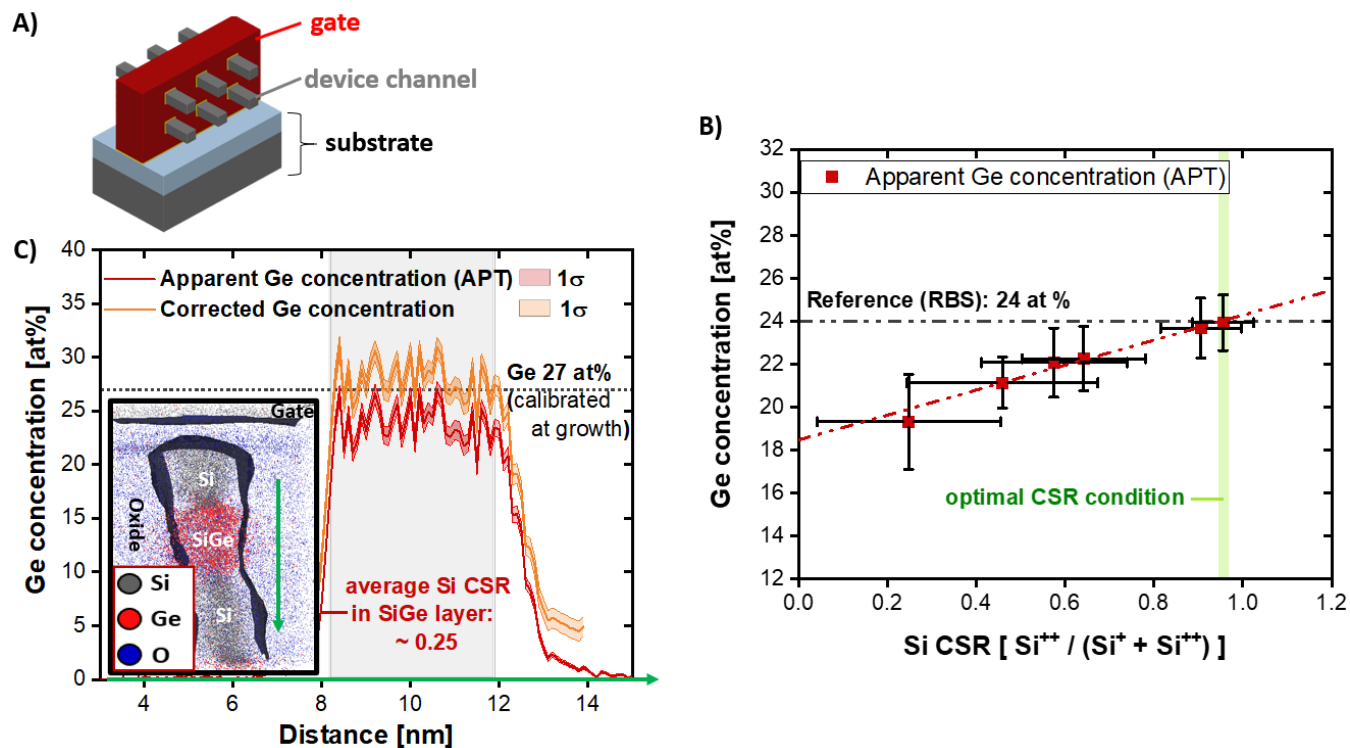 A)
gate
device channel
substrate
B)
32
30
28
26
24
22
20
18
16
14
12
Ge concentration [at%]
Apparent Ge concentration (APT)
Reference (RBS): 24 at %
optimal CSR condition
0.0
0.2
0.4
0.6
0.8
1.0
1.2
Si CSR [ Si⁺⁺ / (Si⁺ + Si⁺⁺) ]
C)
40
35
30
25
20
15
10
5
0
Ge concentration [at%]
Apparent Ge concentration (APT) 1σ
Corrected Ge concentration 1σ
Ge 27 at%
(calibrated
at growth)
Gate
Si
Oxide
SiGe
Si
Si
Ge
O
average Si CSR
in SiGe layer:
~ 0.25
4
6
8
10
12
14
Distance [nm]